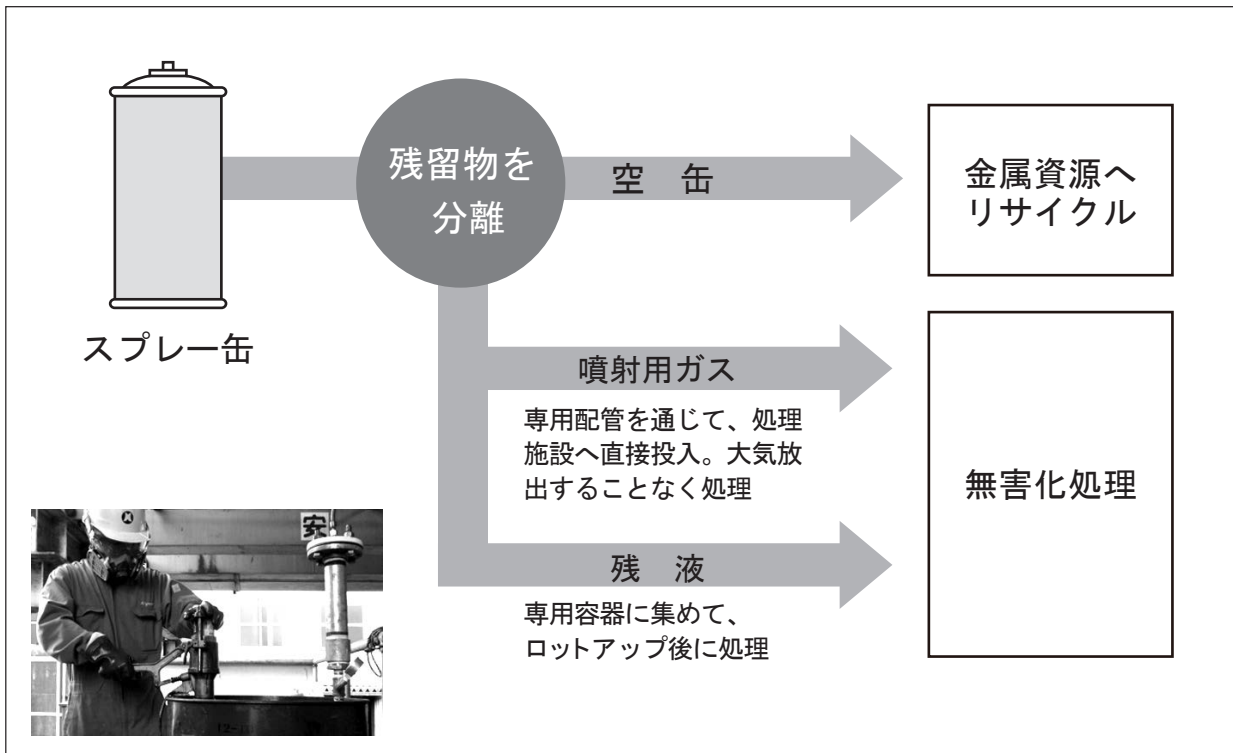 スプレー缶
残留物を
分離
空 缶
金属資源へ
リサイクル
噴射用ガス
専用配管を通じて、処理
施設へ直接投入。大気放
出することなく処理
残 液
専用容器に集めて、
ロットアップ後に処理
無害化処理
安